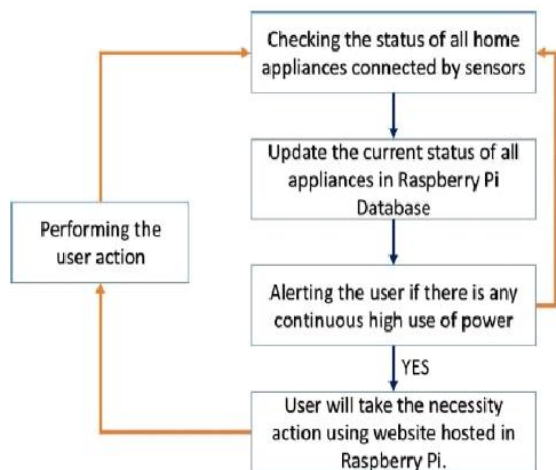 Checking the status of all home
appliances connected by sensors
Update the current status of all
appliances in Raspberry Pi
Database
Performing the
user action
Alerting the user if there is any
continuous high use of power
YES
User will take the necessity
action using website hosted in
Raspberry Pi.